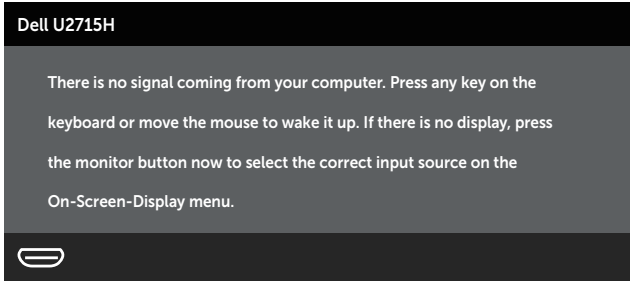 Dell U2715H
There is no signal coming from your computer. Press any key on the
keyboard or move the mouse to wake it up. If there is no display, press
the monitor button now to select the correct input source on the
On-Screen-Display menu.